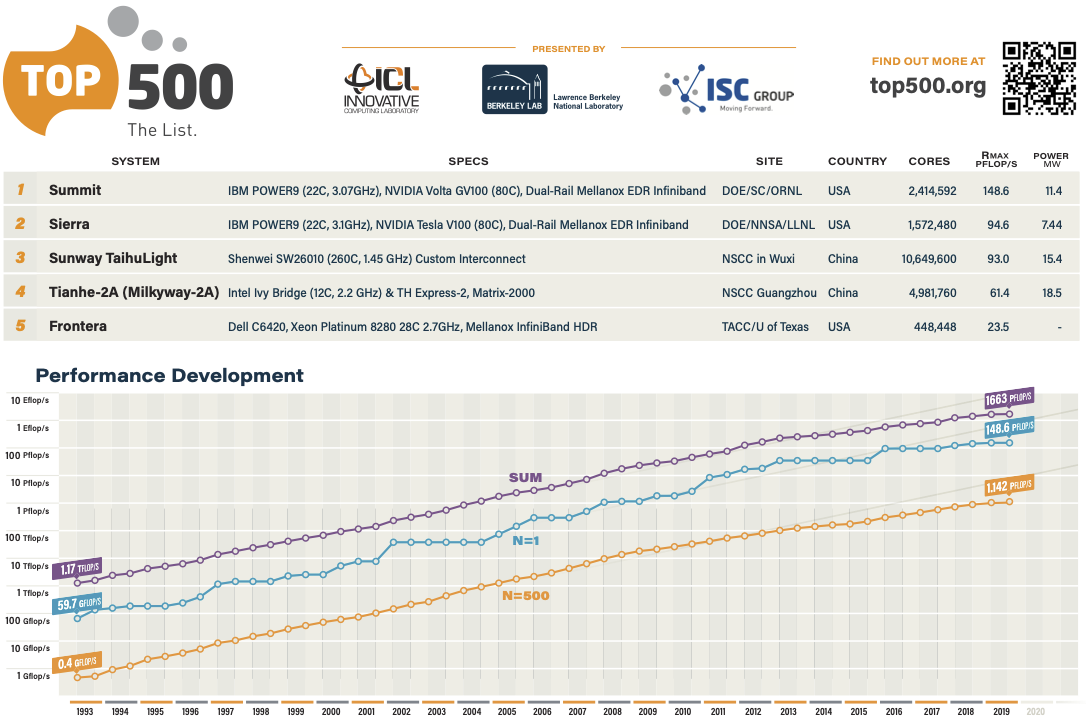 TOP 500
The List.
PRESENTED BY
ICL
INNOVATIVE
COMPUTING LABORATORY
BERKELEY LAB
Lawrence Berkeley
National Laboratory
ISC GROUP
Moving Forward.
FIND OUT MORE AT
top500.org
SYSTEM SPECS SITE COUNTRY CORES RMAX PFLOP/S POWER MW
1 Summit IBM POWER9 (22C, 3.07GHz), NVIDIA Volta GV100 (80C), Dual-Rail Mellanox EDR Infiniband DOE/SC/ORNL USA 2,414,592 148.6 11.4
2 Sierra IBM POWER9 (22C, 3.1GHz), NVIDIA Tesla V100 (80C), Dual-Rail Mellanox EDR Infiniband DOE/NNSA/LLNL USA 1,572,480 94.6 7.44
3 Sunway TaihuLight Shenwei SW26010 (260C, 1.45 GHz) Custom Interconnect NSCC in Wuxi China 10,649,600 93.0 15.4
4 Tianhe-2A (Milkyway-2A) Intel Ivy Bridge (12C, 2.2 GHz) & TH Express-2, Matrix-2000 NSCC Guangzhou China 4,981,760 61.4 18.5
5 Frontera Dell C6420, Xeon Platinum 8280 28C 2.7GHz, Mellanox InfiniBand HDR TACC/U of Texas USA 448,448 23.5 -
Performance Development
10 Eflop/s
1 Eflop/s
100 Pflop/s
10 Pflop/s
1 Pflop/s
100 Tflop/s
10 Tflop/s
1 Tflop/s
100 Gflop/s
10 Gflop/s
1 Gflop/s
1663 PFLOP/S
148.6 PFLOP/S
1.142 PFLOP/S
SUM
N=1
N=500
1.17 TFLOP/S
59.7 GFLOP/S
0.4 GFLOP/S
1993 1994 1995 1996 1997 1998 1999 2000 2001 2002 2003 2004 2005 2006 2007 2008 2009 2010 2011 2012 2013 2014 2015 2016 2017 2018 2019 2020